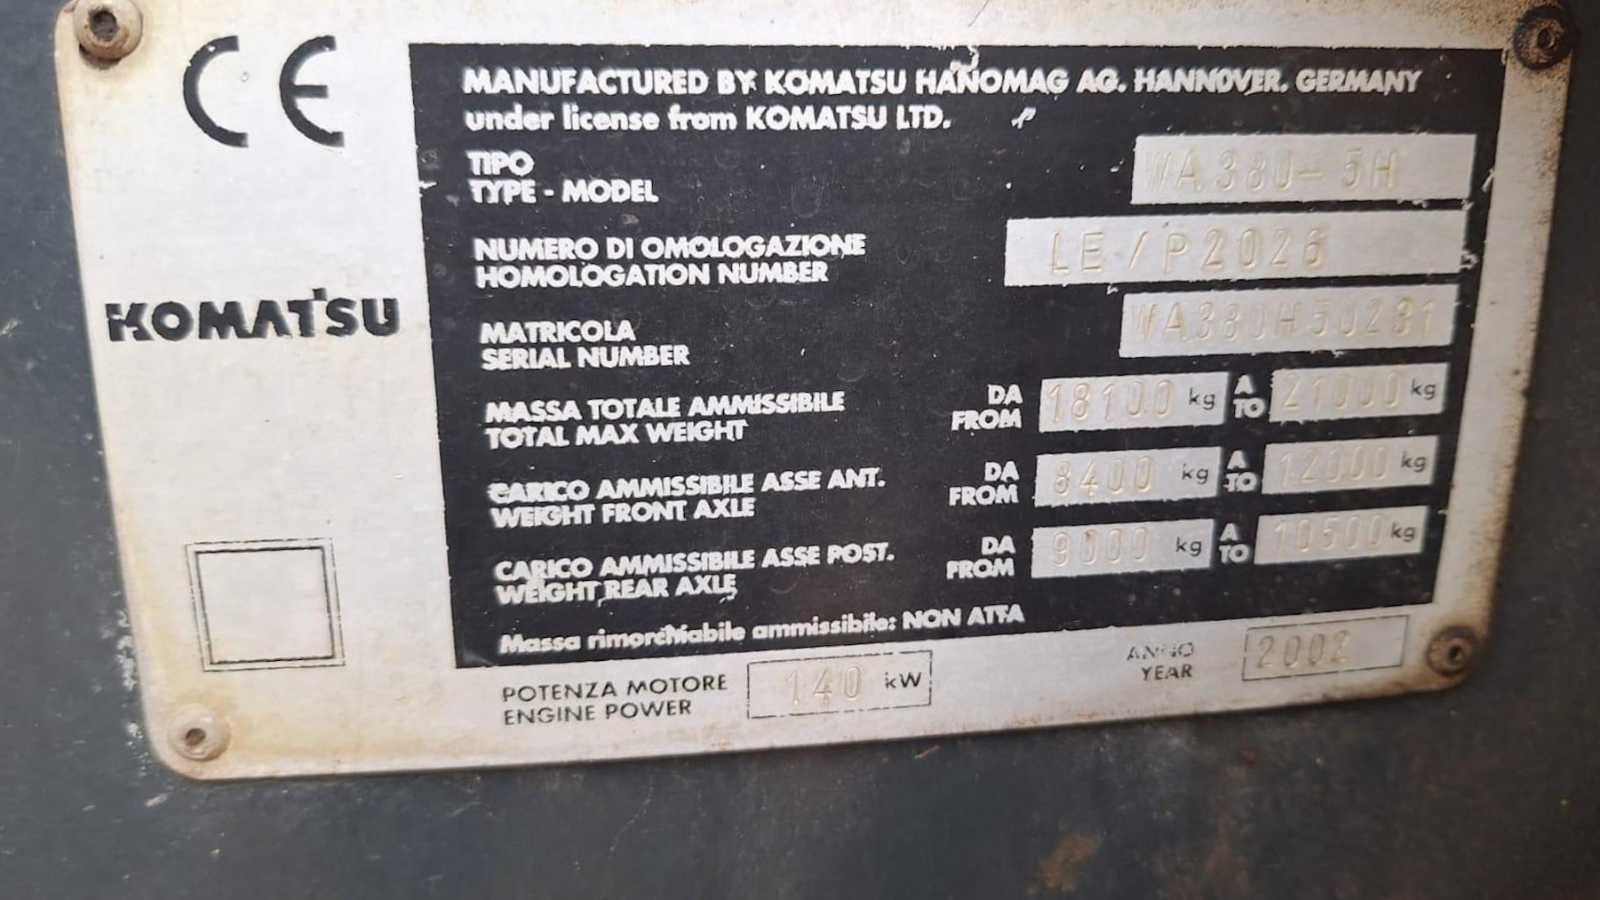 CE
MANUFACTURED BY KOMATSU HANOMAG AG. HANNOVER. GERMANY
under license from KOMATSU LTD.
TIPO
TYPE - MODEL WA380-5H
NUMERO DI OMOLOGAZIONE
HOMOLOGATION NUMBER LE/P2026
KOMATSU
MATRICOLA
SERIAL NUMBER WA380H50281
MASSA TOTALE AMMISSIBILE DA A
TOTAL MAX WEIGHT FROM 18100 kg TO 21000 kg
CARICO AMMISSIBILE ASSE ANT. DA A
WEIGHT FRONT AXLE FROM 8400 kg TO 12000 kg
CARICO AMMISSIBILE ASSE POST. DA A
WEIGHT REAR AXLE FROM 9000 kg TO 10500 kg
Massa rimorchiabile ammissibile: NON ATTA
POTENZA MOTORE
ENGINE POWER 140 kW
ANNO
YEAR 2002